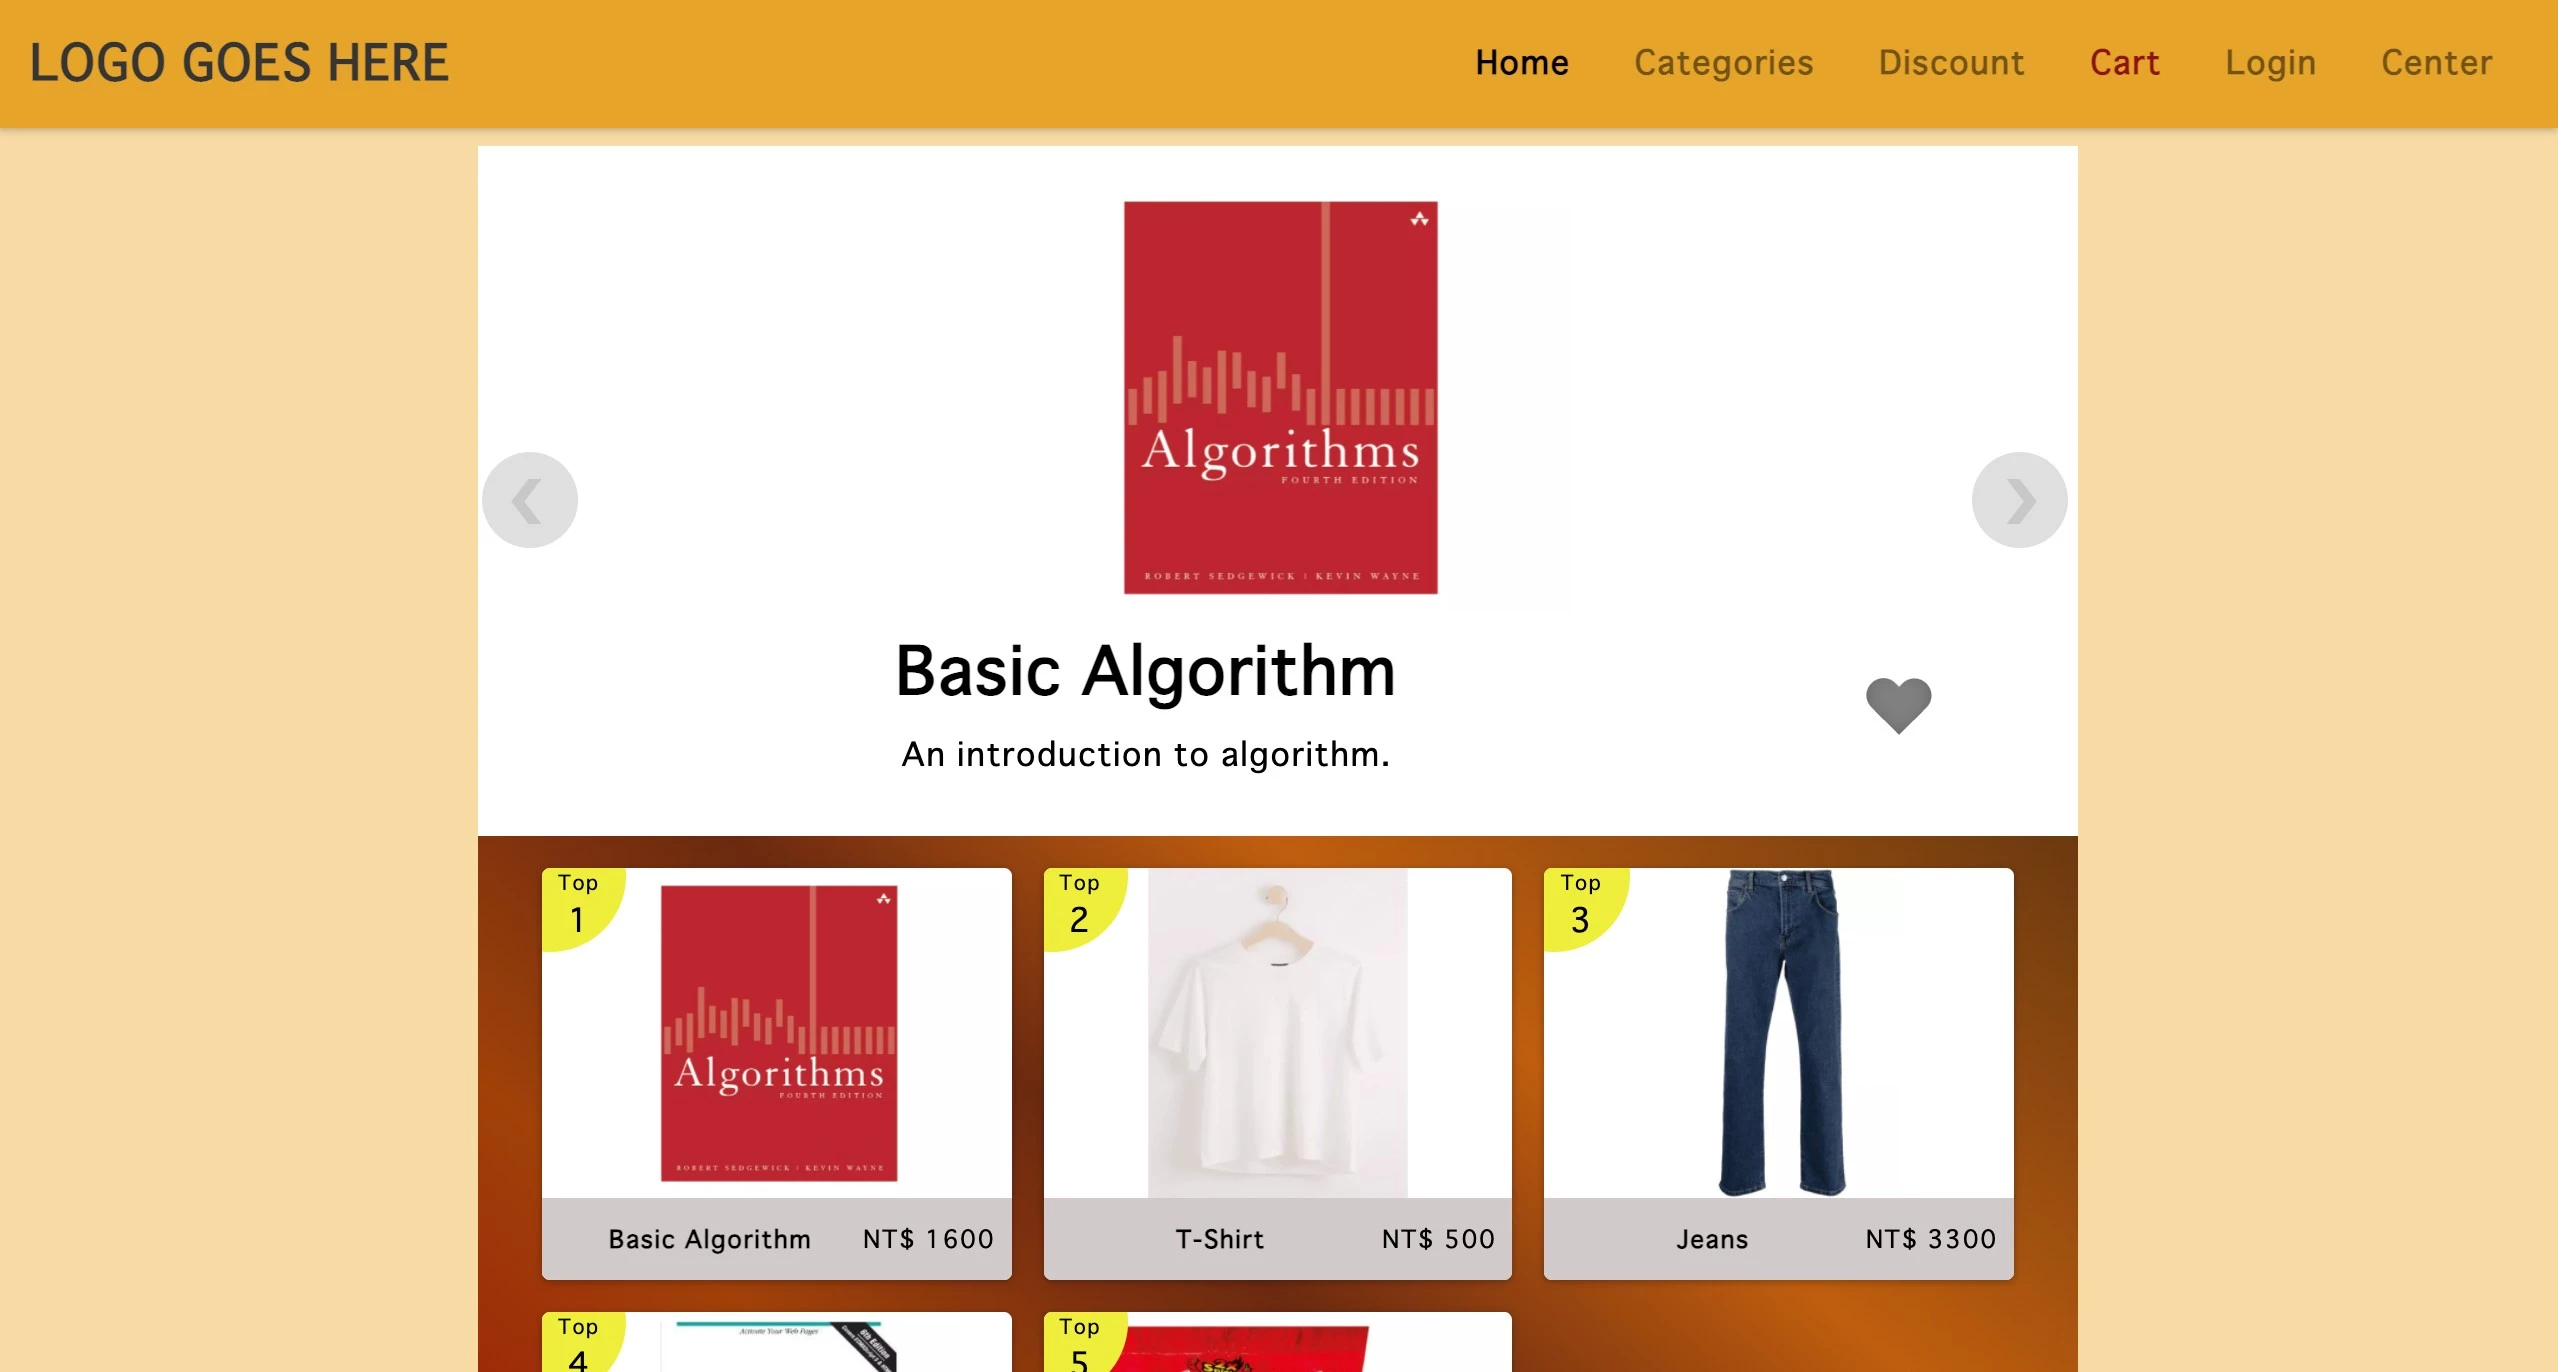 LOGO GOES HERE
Home Categories Discount Cart Login Center
Algorithms
FOURTH EDITION
ROBERT SEDGEWICK | KEVIN WAYNE
Basic Algorithm
An introduction to algorithm.
Top
1
Algorithms
FOURTH EDITION
ROBERT SEDGEWICK | KEVIN WAYNE
Basic Algorithm NT$ 1600
Top
2
T-Shirt NT$ 500
Top
3
Jeans NT$ 3300
Top
4
Activate Your Web Pages
6th Edition
Top
5